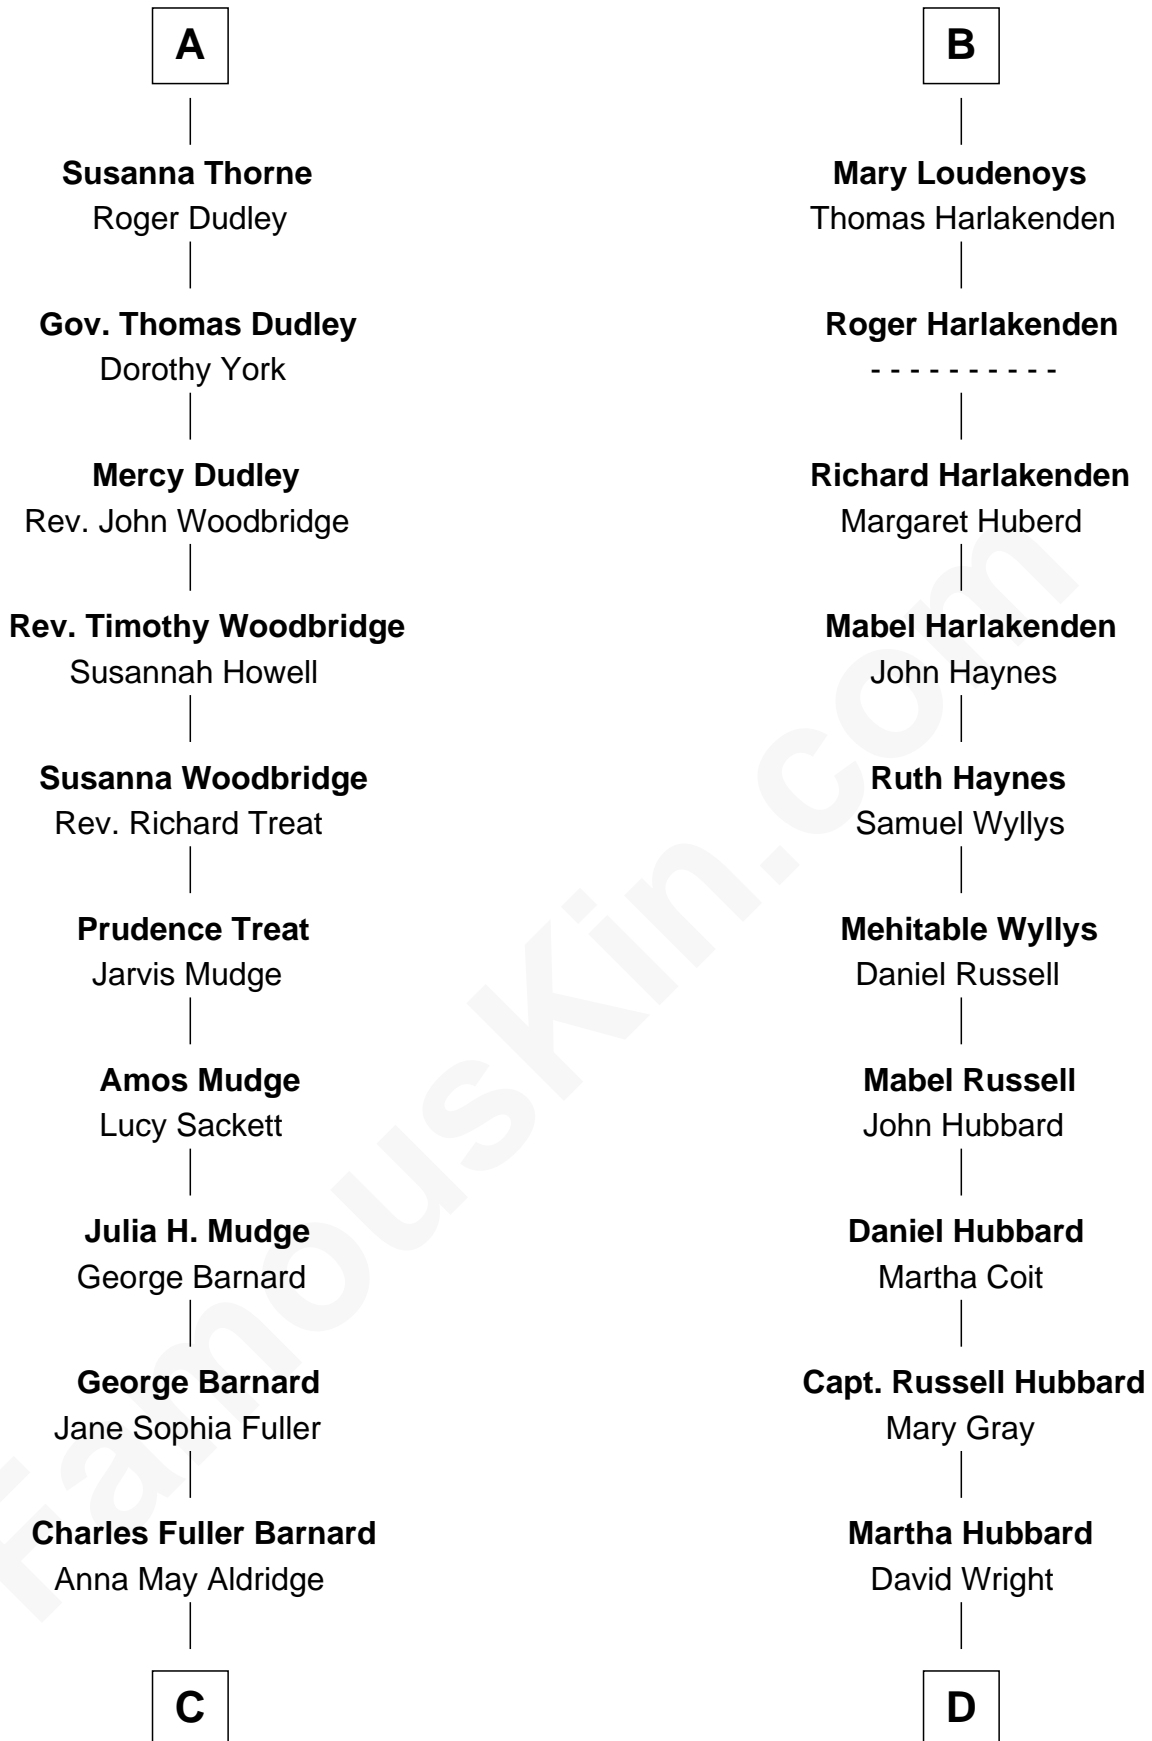 A
Susanna Thorne
Roger Dudley
Gov. Thomas Dudley
Dorothy York
Mercy Dudley
Rev. John Woodbridge
Rev. Timothy Woodbridge
Susannah Howell
Susanna Woodbridge
Rev. Richard Treat
Prudence Treat
Jarvis Mudge
Amos Mudge
Lucy Sackett
Julia H. Mudge
George Barnard
George Barnard
Jane Sophia Fuller
Charles Fuller Barnard
Anna May Aldridge
C
B
Mary Loudenoys
Thomas Harlakenden
Roger Harlakenden
- - - - - - - - - -
Richard Harlakenden
Margaret Huberd
Mabel Harlakenden
John Haynes
Ruth Haynes
Samuel Wyllys
Mehitable Wyllys
Daniel Russell
Mabel Russell
John Hubbard
Daniel Hubbard
Martha Coit
Capt. Russell Hubbard
Mary Gray
Martha Hubbard
David Wright
D
FamousKin.com